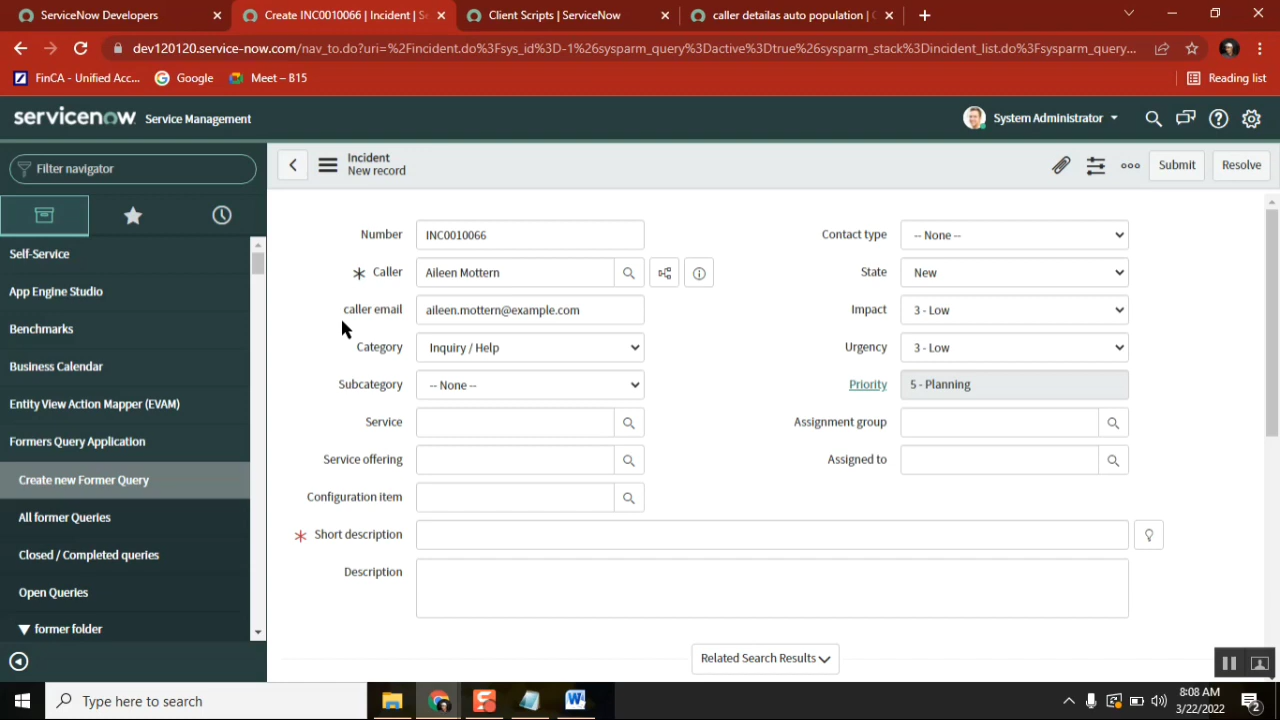 ServiceNow Developers
Create INC0010066 | Incident | Se
Client Scripts | ServiceNow
caller detailas auto population |
dev120120.service-now.com/nav_to.do?uri=%2Fincident.do%3Fsys_id%3D-1%26sysparm_query%3Dactive%3Dtrue%26sysparm_stack%3Dincident_list.do%3Fsysparm_query...
FinCA - Unified Acc...
Google
Meet – B15
Reading list
servicenow Service Management
System Administrator
Filter navigator
Incident
New record
Submit
Resolve
Self-Service
App Engine Studio
Benchmarks
Business Calendar
Entity View Action Mapper (EVAM)
Formers Query Application
Create new Former Query
All former Queries
Closed / Completed queries
Open Queries
former folder
Number INC0010066
Caller Aileen Mottern
caller email aileen.mottern@example.com
Category Inquiry / Help
Subcategory -- None --
Service
Service offering
Configuration item
Short description
Description
Contact type -- None --
State New
Impact 3 - Low
Urgency 3 - Low
Priority 5 - Planning
Assignment group
Assigned to
Related Search Results
Type here to search
8:08 AM
3/22/2022
2